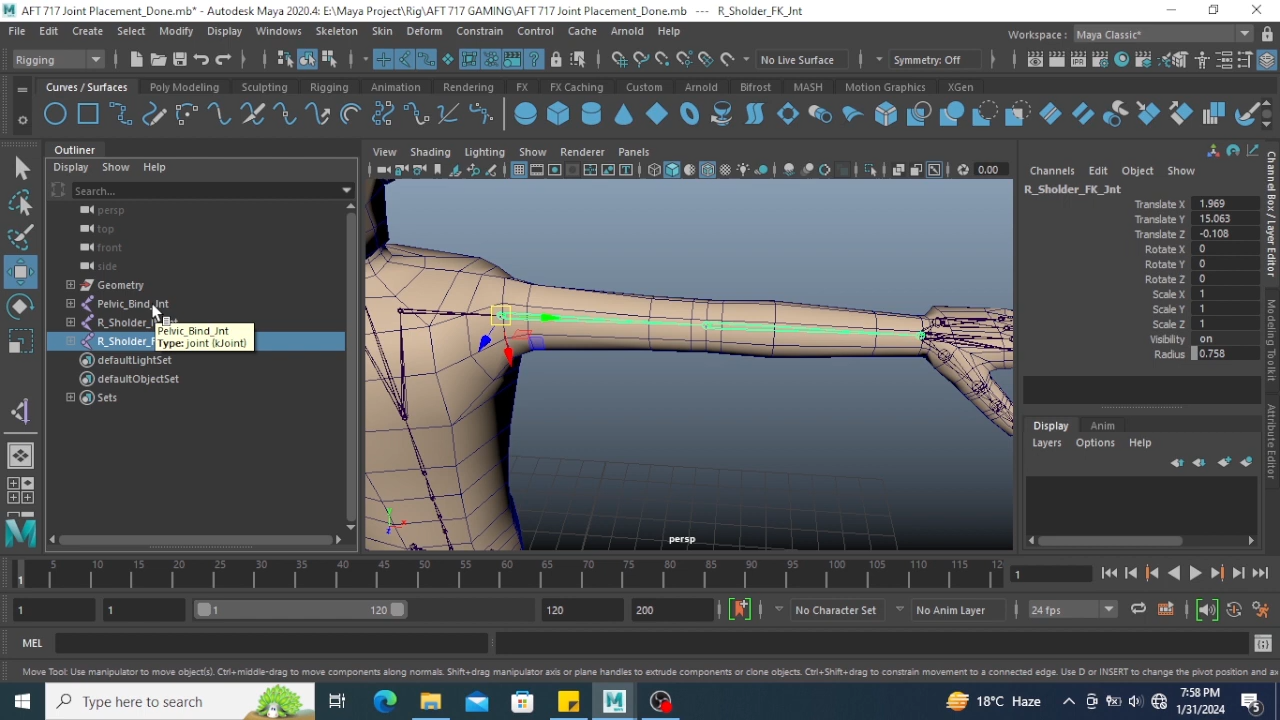 AFT 717 Joint Placement_Done.mb* - Autodesk Maya 2020.4: E:\Maya Project\Rig\AFT 717 GAMING\AFT 717 Joint Placement_Done.mb --- R_Sholder_FK_Jnt
File Edit Create Select Modify Display Windows Skeleton Skin Deform Constrain Control Cache Arnold Help
Workspace : Maya Classic*
Rigging
No Live Surface
Symmetry: Off
Curves / Surfaces Poly Modeling Sculpting Rigging Animation Rendering FX FX Caching Custom Arnold Bifrost MASH Motion Graphics XGen
Outliner
Display Show Help
Search...
persp
top
front
side
Geometry
Pelvic_Bind_Jnt
R_Sholder_
R_Sholder_F
Pelvic_Bind_Jnt
Type: joint (kJoint)
defaultLightSet
defaultObjectSet
Sets
View Shading Lighting Show Renderer Panels
0.00
persp
Channels Edit Object Show
R_Sholder_FK_Jnt
Translate X 1.969
Translate Y 15.063
Translate Z -0.108
Rotate X 0
Rotate Y 0
Rotate Z 0
Scale X 1
Scale Y 1
Scale Z 1
Visibility on
Radius 0.758
Display Anim
Layers Options Help
Channel Box / Layer Editor
Modeling Toolkit
Attribute Editor
1 5 10 15 20 25 30 35 40 45 50 55 60 65 70 75 80 85 90 95 100 105 110 115 12
1
1 1 1 120 120 200
No Character Set
No Anim Layer
24 fps
MEL
Move Tool: Use manipulator to move object(s). Ctrl+middle-drag to move components along normals. Shift+drag manipulator axis or plane handles to extrude components or clone objects. Ctrl+Shift+drag to constrain movement to a connected edge. Use D or INSERT to change the pivot position and ax
Type here to search
18°C Haze
7:58 PM
1/31/2024
5